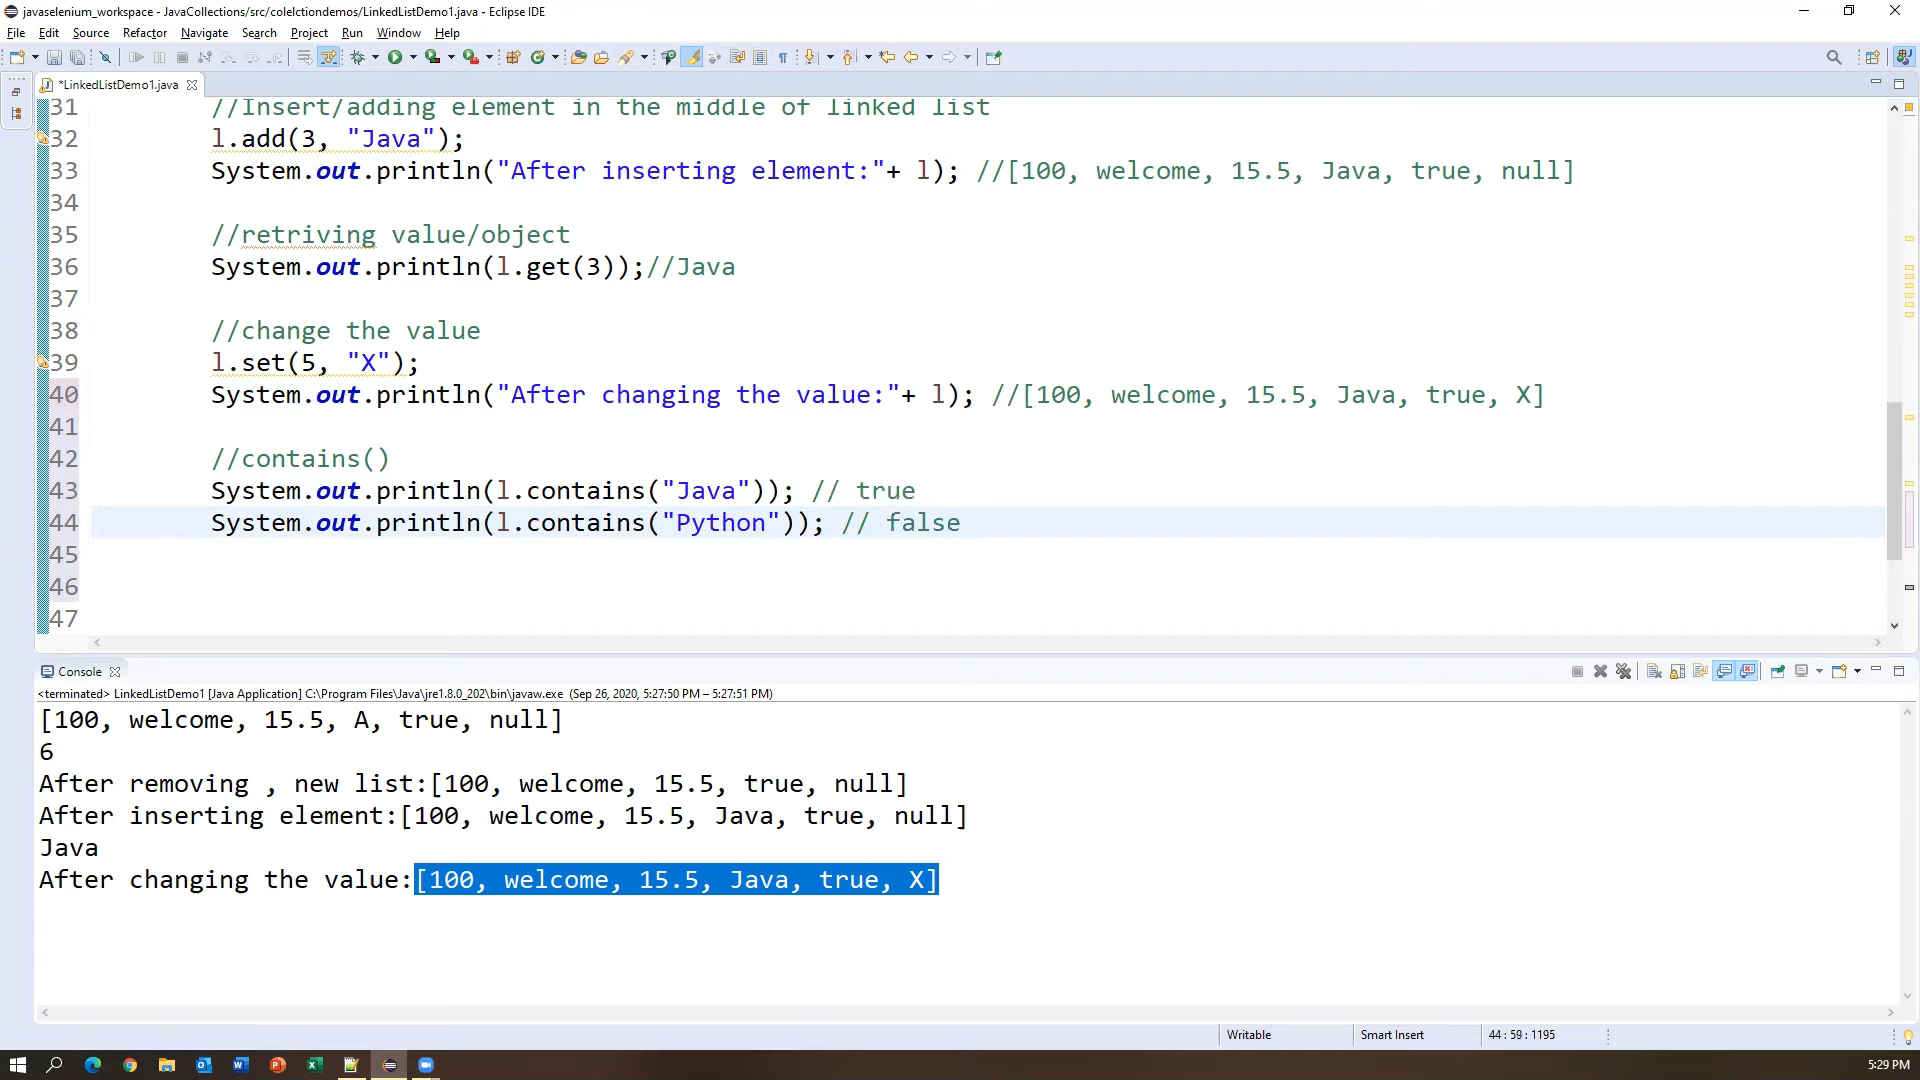 javaselenium_workspace - JavaCollections/src/colelctiondemos/LinkedListDemo1.java - Eclipse IDE
File Edit Source Refactor Navigate Search Project Run Window Help
*LinkedListDemo1.java
31 //Insert/adding element in the middle of linked list
32 l.add(3, "Java");
33 System.out.println("After inserting element:"+ l); //[100, welcome, 15.5, Java, true, null]
34
35 //retriving value/object
36 System.out.println(l.get(3));//Java
37
38 //change the value
39 l.set(5, "X");
40 System.out.println("After changing the value:"+ l); //[100, welcome, 15.5, Java, true, X]
41
42 //contains()
43 System.out.println(l.contains("Java")); // true
44 System.out.println(l.contains("Python")); // false
45
46
47
Console
<terminated> LinkedListDemo1 [Java Application] C:\Program Files\Java\jre1.8.0_202\bin\javaw.exe (Sep 26, 2020, 5:27:50 PM – 5:27:51 PM)
[100, welcome, 15.5, A, true, null]
6
After removing , new list:[100, welcome, 15.5, true, null]
After inserting element:[100, welcome, 15.5, Java, true, null]
Java
After changing the value:[100, welcome, 15.5, Java, true, X]
Writable Smart Insert 44 : 59 : 1195
5:29 PM